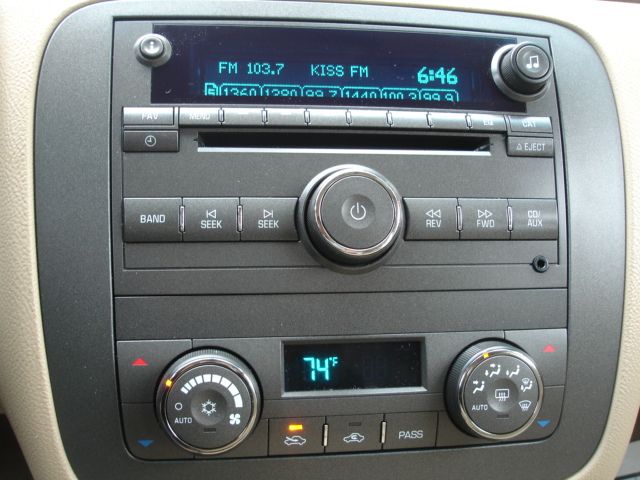 FM 103.7 KISS FM 6:46
1360 1280 99.7 1440 100.3 99.9
FAV MENU CAT
EJECT
BAND SEEK SEEK REV FWD CD/AUX
74°F
AUTO AUTO
PASS